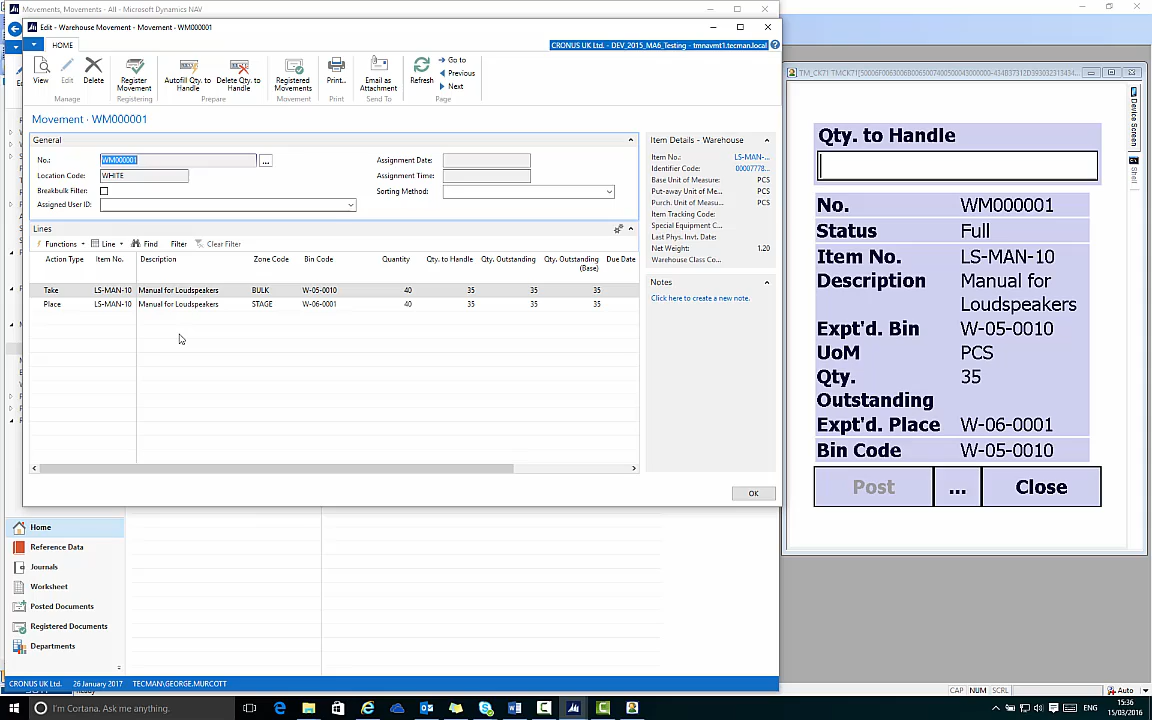 Movements, Movements - All - Microsoft Dynamics NAV
Edit - Warehouse Movement - Movement - WM000001
HOME
CRONUS UK Ltd. - DEV_2015_MA6_Testing - tmnavvmt1.tecman.local
View
Edit
Delete
Manage
Register Movement
Registering
Autofill Qty. to Handle
Delete Qty. to Handle
Prepare
Registered Movements
Movement
Print...
Print
Email as Attachment
Send To
Refresh
Go to
Previous
Next
Page
Movement · WM000001
General
No.: WM000001 ...
Location Code: WHITE
Breakbulk Filter:
Assigned User ID:
Assignment Date:
Assignment Time:
Sorting Method:
Lines
Functions Line Find Filter Clear Filter
Action Type Item No. Description Zone Code Bin Code Quantity Qty. to Handle Qty. Outstanding Qty. Outstanding (Base) Due Date
Take LS-MAN-10 Manual for Loudspeakers BULK W-05-0010 40 35 35 35
Place LS-MAN-10 Manual for Loudspeakers STAGE W-06-0001 40 35 35 35
Item Details - Warehouse
Item No.: LS-MAN-...
Identifier Code: 00007778...
Base Unit of Measure: PCS
Put-away Unit of Me... PCS
Purch. Unit of Measur... PCS
Item Tracking Code:
Special Equipment C...
Last Phys. Invt. Date:
Net Weight: 1.20
Warehouse Class Co...
Notes
Click here to create a new note.
OK
Home
Reference Data
Journals
Worksheet
Posted Documents
Registered Documents
Departments
CRONUS UK Ltd. 26 January 2017 TECMAN\GEORGE.MURCOTT
Device Screen
Shell
Qty. to Handle
No. WM000001
Status Full
Item No. LS-MAN-10
Description Manual for
Loudspeakers
Expt'd. Bin W-05-0010
UoM PCS
Qty. 35
Outstanding
Expt'd. Place W-06-0001
Bin Code W-05-0010
Post ... Close
CAP NUM SCRL Auto
I'm Cortana. Ask me anything.
ENG
15:36
15/03/2016